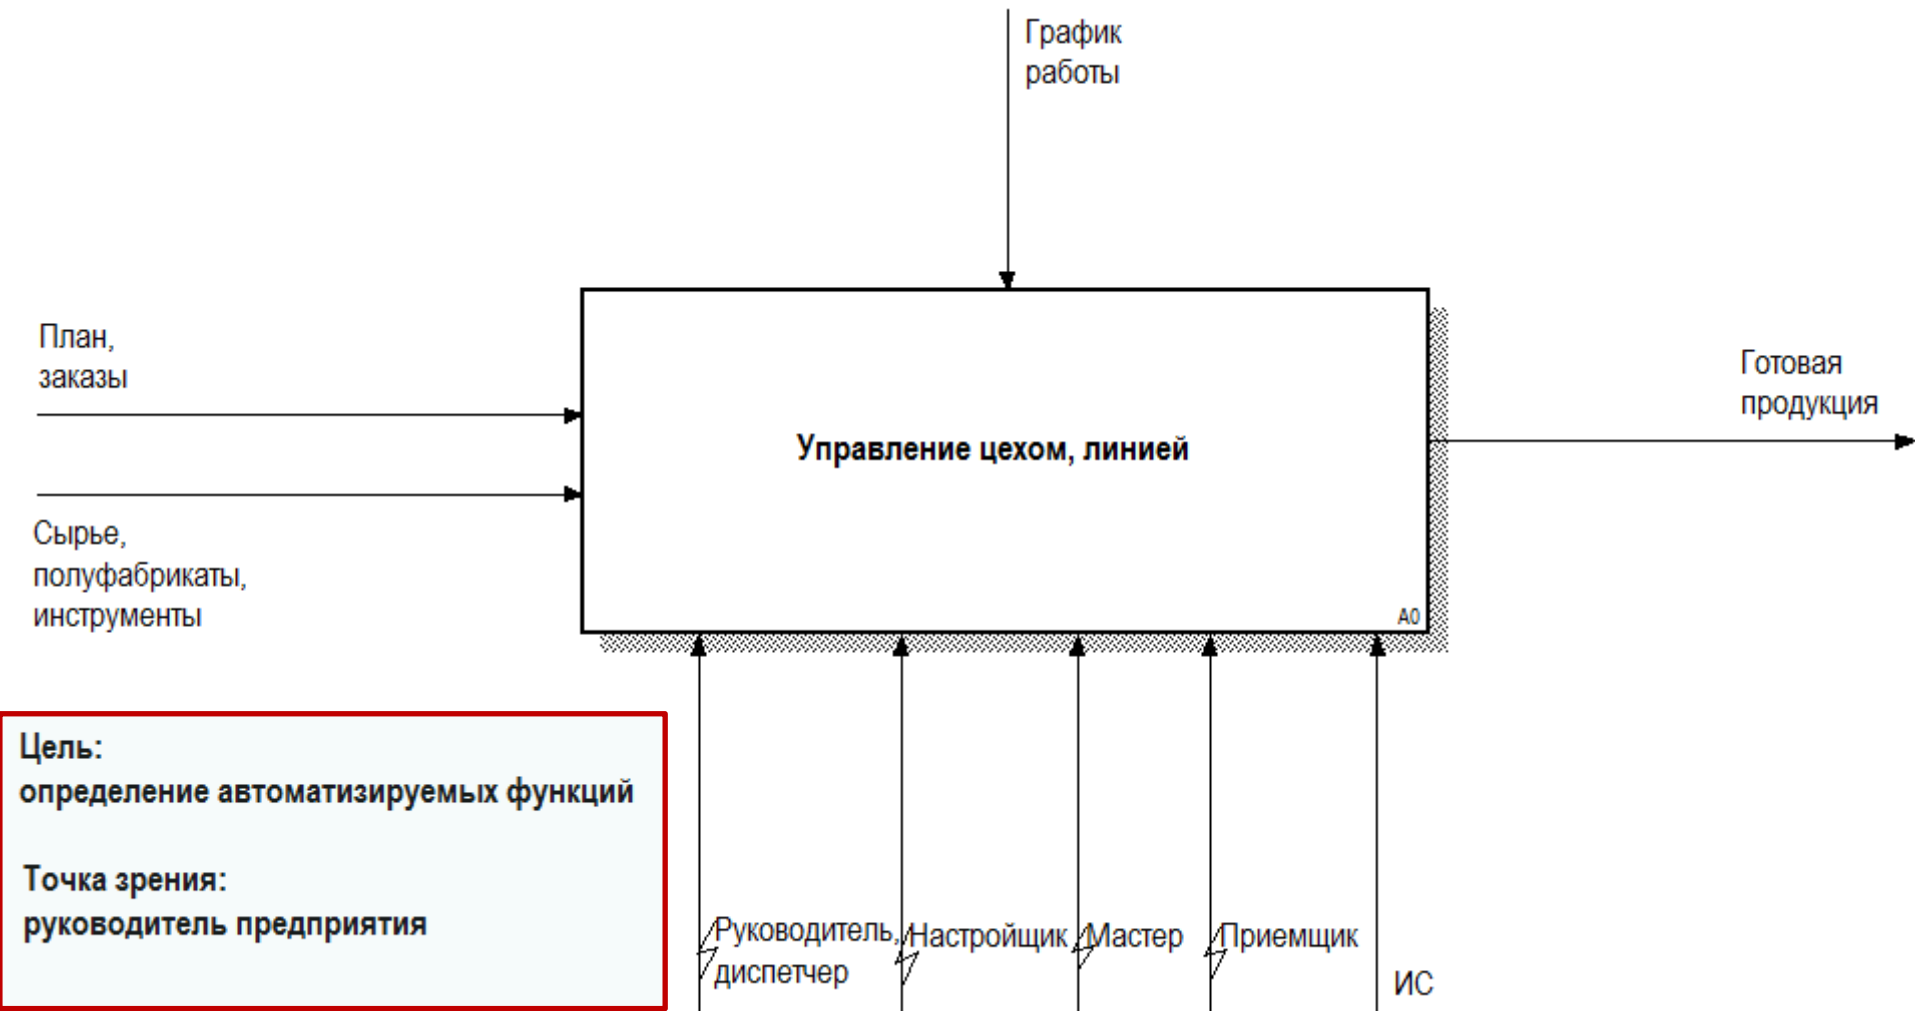 График
работы
План,
заказы
Готовая
продукция
Управление цехом, линией
Сырье,
полуфабрикаты,
инструменты
A0
Цель:
определение автоматизируемых функций
Точка зрения:
руководитель предприятия
Руководитель,
диспетчер
Настройщик
Мастер
Приемщик
ИС